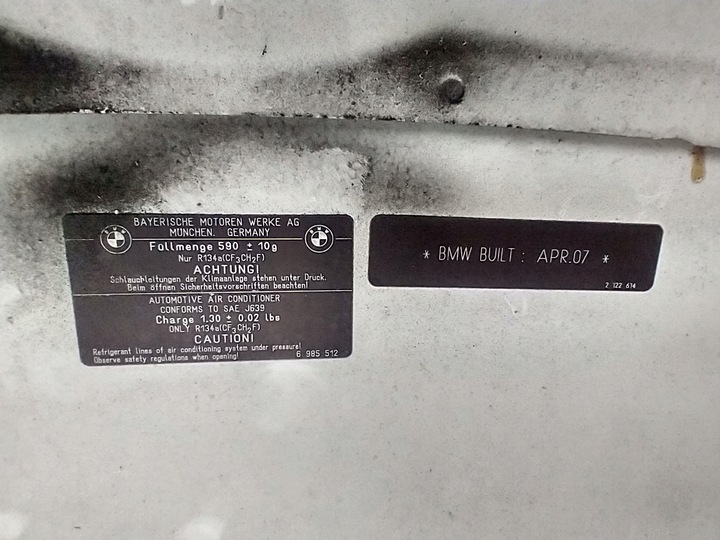 BAYERISCHE MOTOREN WERKE AG
MÜNCHEN, GERMANY
Füllmenge 590 ± 10g
Nur R134a(CF₃CH₂F)
ACHTUNG!
Schlauchleitungen der Klimaanlage stehen unter Druck.
Beim öffnen Sicherheitsvorschriften beachten!
AUTOMOTIVE AIR CONDITIONER
CONFORMS TO SAE J639
Charge 1.30 ± 0.02 lbs
ONLY R134a(CF₃CH₂F)
CAUTION!
Refrigerant lines of air conditioning system under pressure!
Observe safety regulations when opening!
6 985 512
* BMW BUILT : APR.07 *
2 122 614